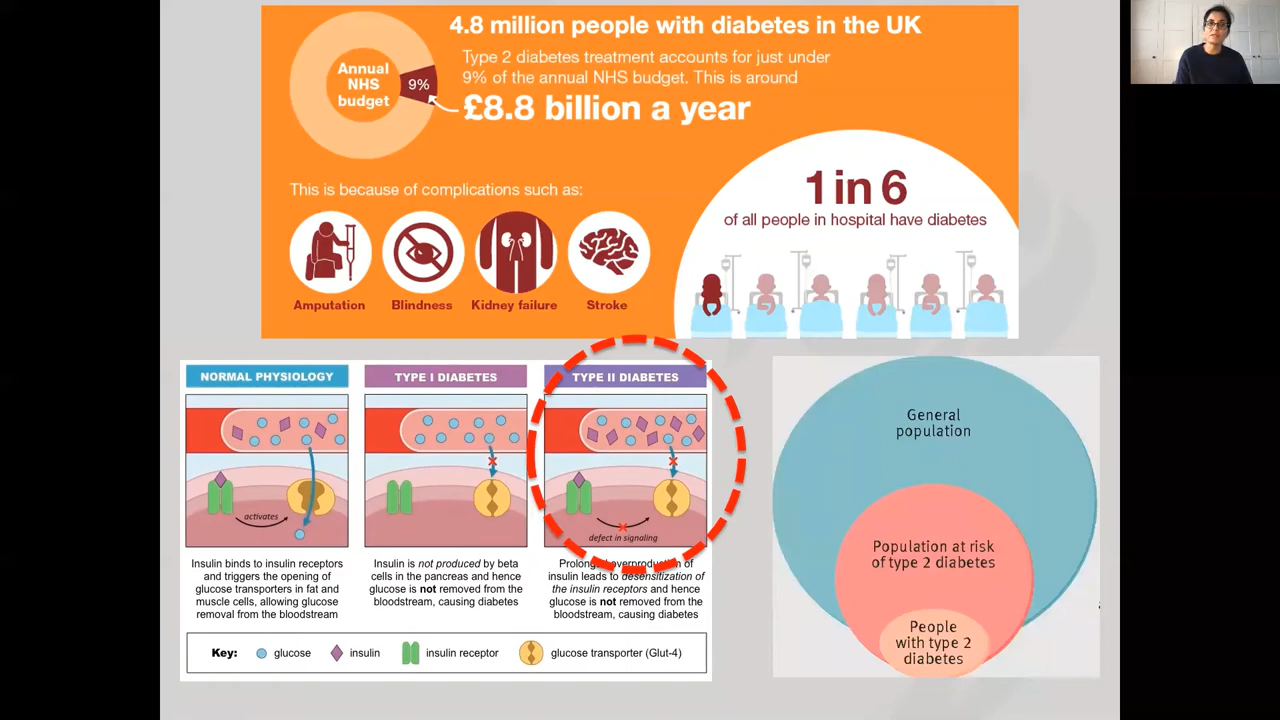 4.8 million people with diabetes in the UK
Type 2 diabetes treatment accounts for just under
9% of the annual NHS budget. This is around
£8.8 billion a year
Annual
NHS
budget
9%
This is because of complications such as:
Amputation
Blindness
Kidney failure
Stroke
1 in 6
of all people in hospital have diabetes
NORMAL PHYSIOLOGY
activates
Insulin binds to insulin receptors
and triggers the opening of
glucose transporters in fat and
muscle cells, allowing glucose
removal from the bloodstream
TYPE I DIABETES
Insulin is not produced by beta
cells in the pancreas and hence
glucose is not removed from the
bloodstream, causing diabetes
TYPE II DIABETES
defect in signaling
Prolonged overproduction of
insulin leads to desensitization of
the insulin receptors and hence
glucose is not removed from the
bloodstream, causing diabetes
Key:
glucose
insulin
insulin receptor
glucose transporter (Glut-4)
General
population
Population at risk
of type 2 diabetes
People
with type 2
diabetes